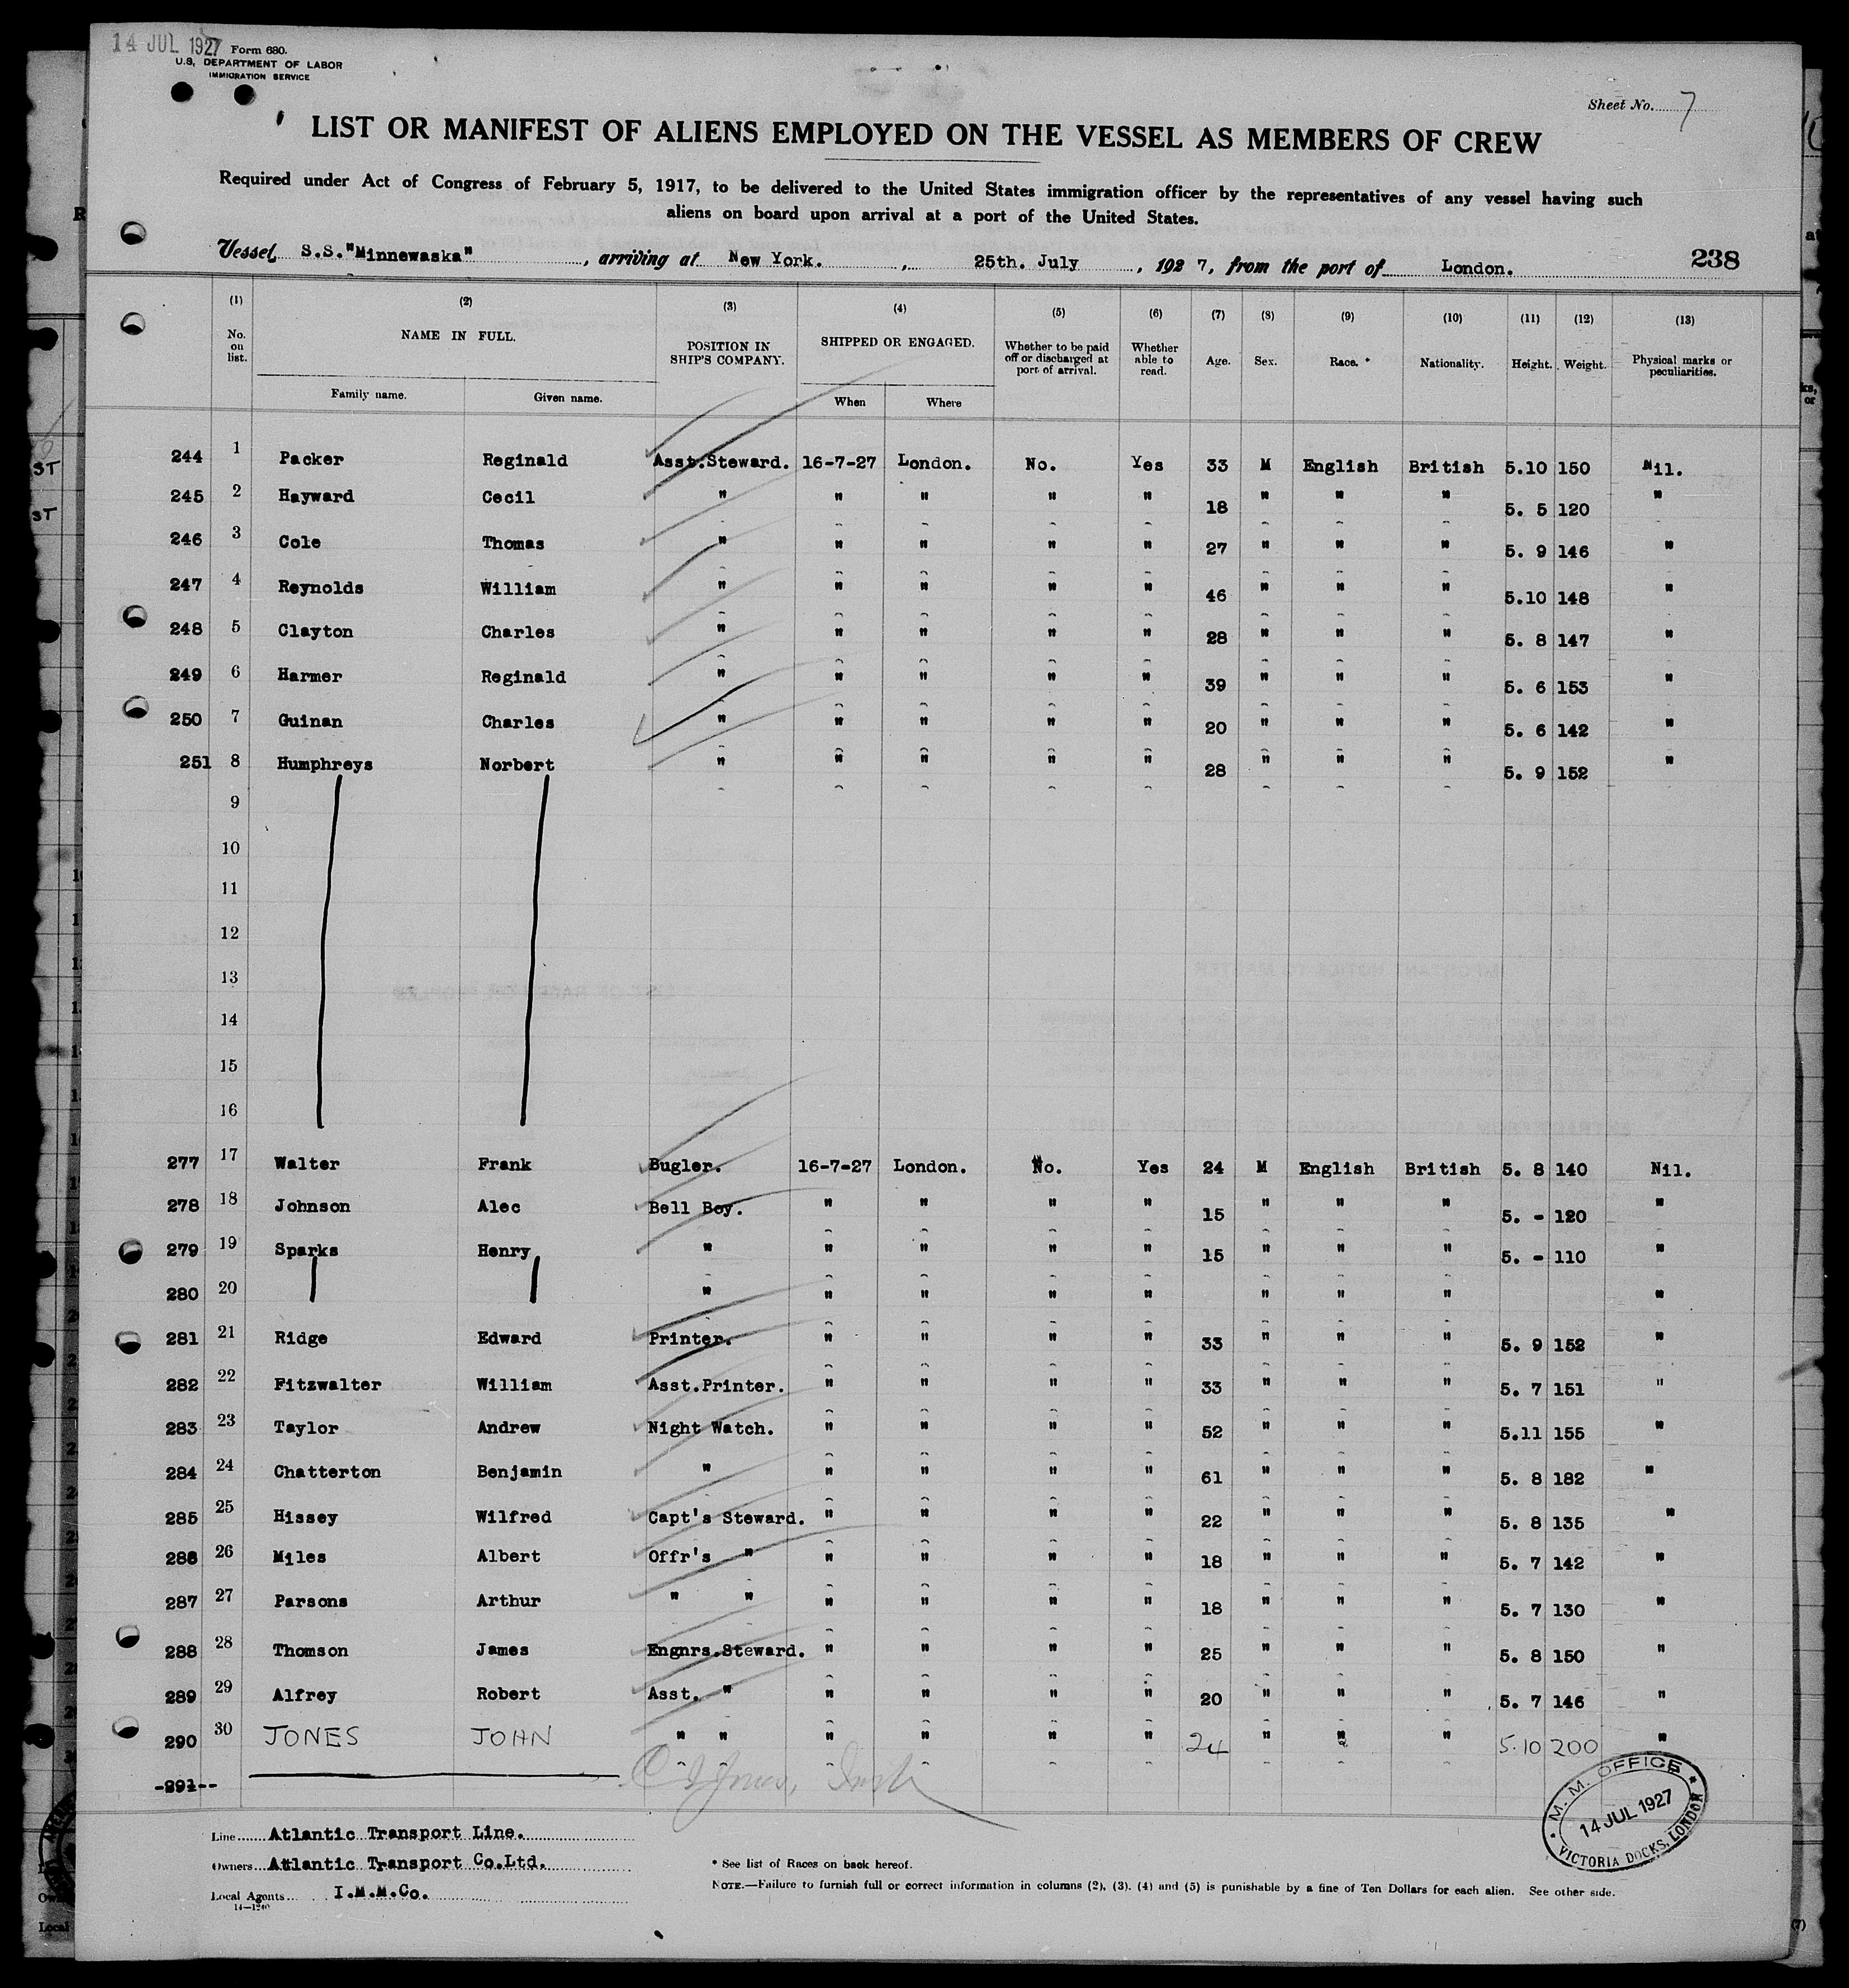 14 JUL 1927 Form 680.
U.S. DEPARTMENT OF LABOR
IMMIGRATION SERVICE
Sheet No. 7
LIST OR MANIFEST OF ALIENS EMPLOYED ON THE VESSEL AS MEMBERS OF CREW
Required under Act of Congress of February 5, 1917, to be delivered to the United States immigration officer by the representatives of any vessel having such
aliens on board upon arrival at a port of the United States.
Vessel S.S."Minnewaska", arriving at New York. , 25th. July , 1927, from the port of London. 238
(1) (2) (3) (4) (5) (6) (7) (8) (9) (10) (11) (12) (13)
No. on list. NAME IN FULL. POSITION IN SHIP'S COMPANY. SHIPPED OR ENGAGED. Whether to be paid off or discharged at port of arrival. Whether able to read. Age. Sex. Race.* Nationality. Height. Weight. Physical marks or peculiarities.
Family name. Given name. When Where
244 1 Packer Reginald Asst.Steward. 16-7-27 London. No. Yes 33 M English British 5.10 150 Nil.
245 2 Hayward Cecil " " " " " 18 " " " 5. 5 120 "
246 3 Cole Thomas " " " " " 27 " " " 5. 9 146 "
247 4 Reynolds William " " " " " 46 " " " 5.10 148 "
248 5 Clayton Charles " " " " " 28 " " " 5. 8 147 "
249 6 Harmer Reginald " " " " " 39 " " " 5. 6 153 "
250 7 Guinan Charles " " " " " 20 " " " 5. 6 142 "
251 8 Humphreys Norbert " " " " " 28 " " " 5. 9 152 "
9
10
11
12
13
14
15
16
277 17 Walter Frank Bugler. 16-7-27 London. No. Yes 24 M English British 5. 8 140 Nil.
278 18 Johnson Alec Bell Boy. " " " " 15 " " " 5. - 120 "
279 19 Sparks Henry " " " " " 15 " " " 5. - 110 "
280 20 " " " " " " " " "
281 21 Ridge Edward Printer. " " " " 33 " " " 5. 9 152 "
282 22 Fitzwalter William Asst.Printer. " " " " 33 " " " 5. 7 151 "
283 23 Taylor Andrew Night Watch. " " " " 52 " " " 5.11 155 "
284 24 Chatterton Benjamin " " " " " 61 " " " 5. 8 182 "
285 25 Hissey Wilfred Capt's Steward. " " " " 22 " " " 5. 8 135 "
286 26 Miles Albert Offr's " " " " " 18 " " " 5. 7 142 "
287 27 Parsons Arthur " " " " " " 18 " " " 5. 7 130 "
288 28 Thomson James Engnrs.Steward. " " " " 25 " " " 5. 8 150 "
289 29 Alfrey Robert Asst. " " " " " 20 " " " 5. 7 146 "
290 30 JONES JOHN " " " " " " 24 " " " 5.10 200 "
-291--
M. M. OFFICE
14 JUL 1927
VICTORIA DOCKS, LONDON
Line Atlantic Transport Line.
Owners Atlantic Transport Co.Ltd.
Local Agents I.M.M.Co.
14—1240
* See list of Races on back hereof.
NOTE.—Failure to furnish full or correct information in columns (2), (3), (4) and (5) is punishable by a fine of Ten Dollars for each alien. See other side.